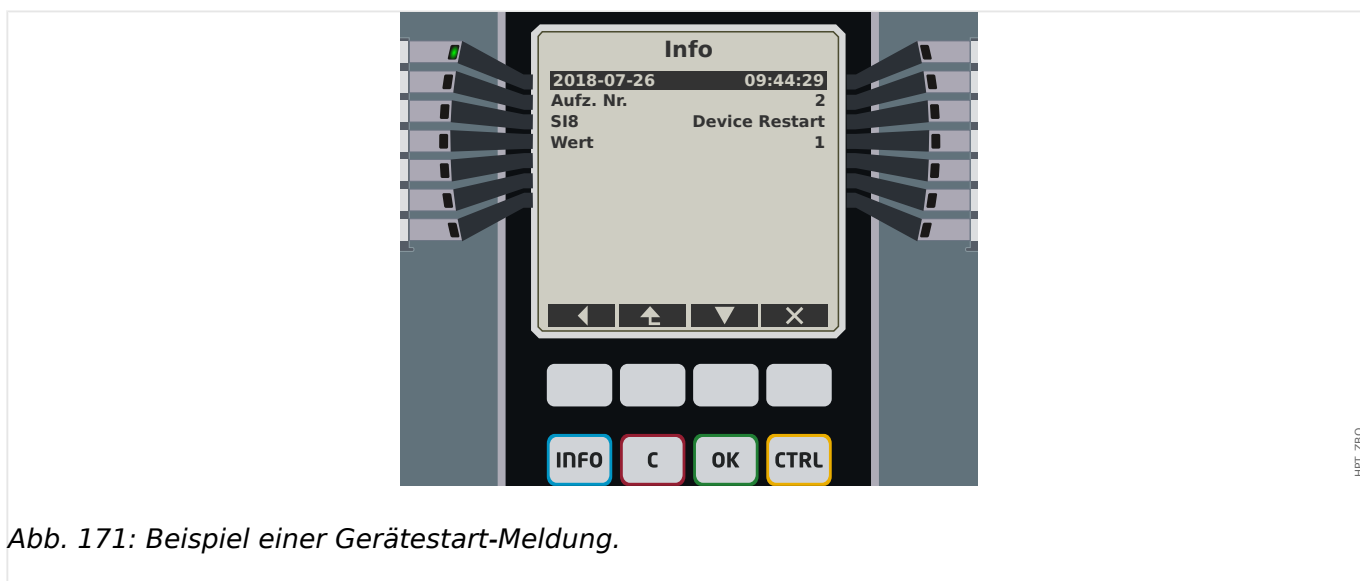 Info
2018-07-26 09:44:29
Aufz. Nr. 2
SI8 Device Restart
Wert 1
INFO C OK CTRL
HPT_ZBO
Abb. 171: Beispiel einer Gerätestart-Meldung.